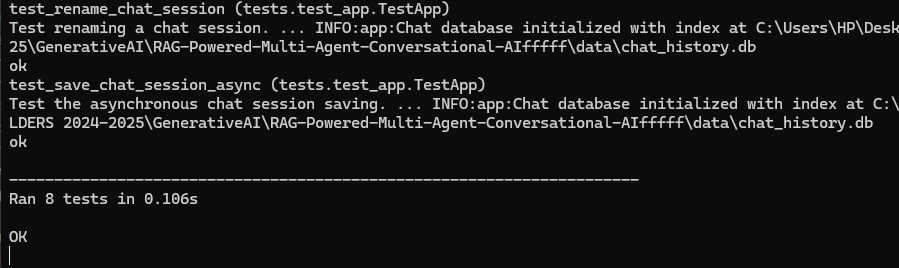 test_rename_chat_session (tests.test_app.TestApp)
Test renaming a chat session. ... INFO:app:Chat database initialized with index at C:\Users\HP\Desk
25\GenerativeAI\RAG-Powered-Multi-Agent-Conversational-AIfffff\data\chat_history.db
ok
test_save_chat_session_async (tests.test_app.TestApp)
Test the asynchronous chat session saving. ... INFO:app:Chat database initialized with index at C:\
LDERS 2024-2025\GenerativeAI\RAG-Powered-Multi-Agent-Conversational-AIfffff\data\chat_history.db
ok
----------------------------------------------------------------------
Ran 8 tests in 0.106s
OK